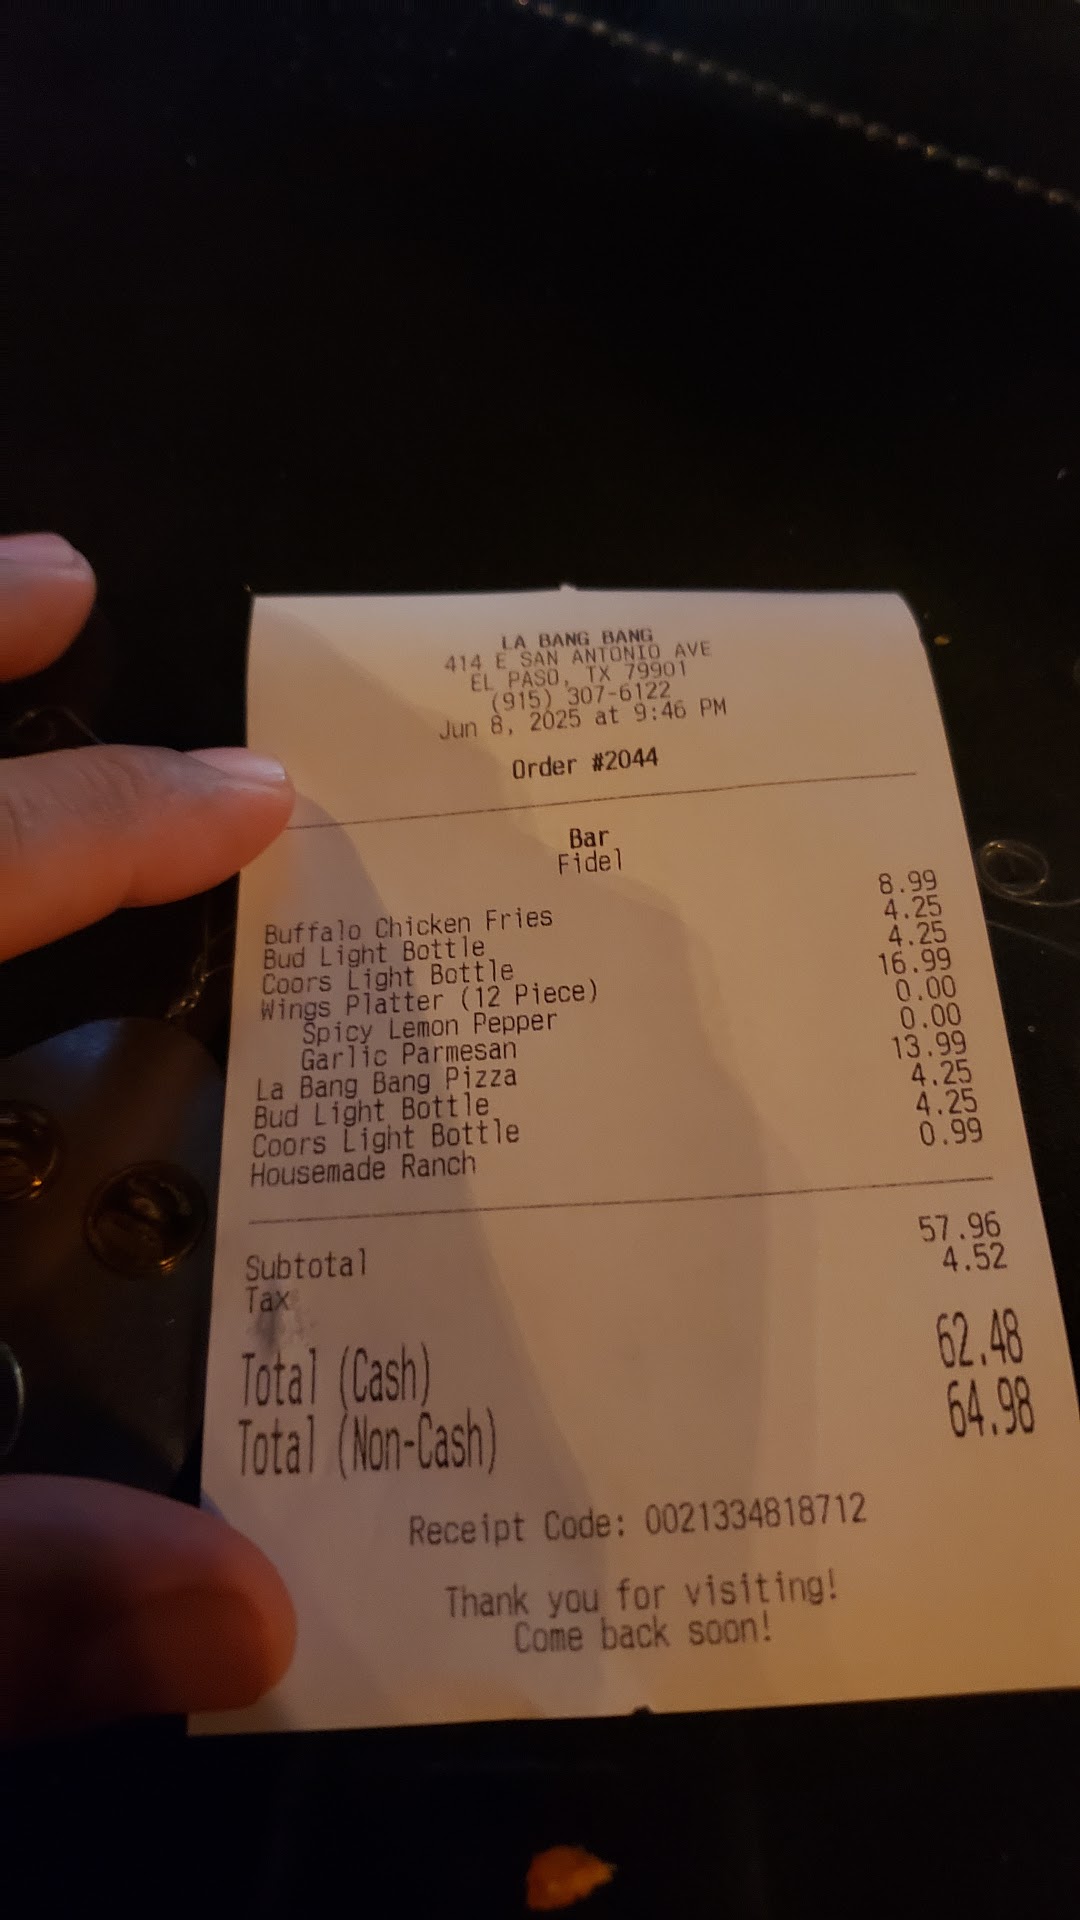 LA BANG BANG
414 E SAN ANTONIO AVE
EL PASO, TX 79901
(915) 307-6122
Jun 8, 2025 at 9:46 PM
Order #2044
Bar
Fidel
Buffalo Chicken Fries 8.99
Bud Light Bottle 4.25
Coors Light Bottle 4.25
Wings Platter (12 Piece) 16.99
Spicy Lemon Pepper 0.00
Garlic Parmesan 0.00
La Bang Bang Pizza 13.99
Bud Light Bottle 4.25
Coors Light Bottle 4.25
Housemade Ranch 0.99
Subtotal 57.96
Tax 4.52
Total (Cash) 62.48
Total (Non-Cash) 64.98
Receipt Code: 0021334818712
Thank you for visiting!
Come back soon!